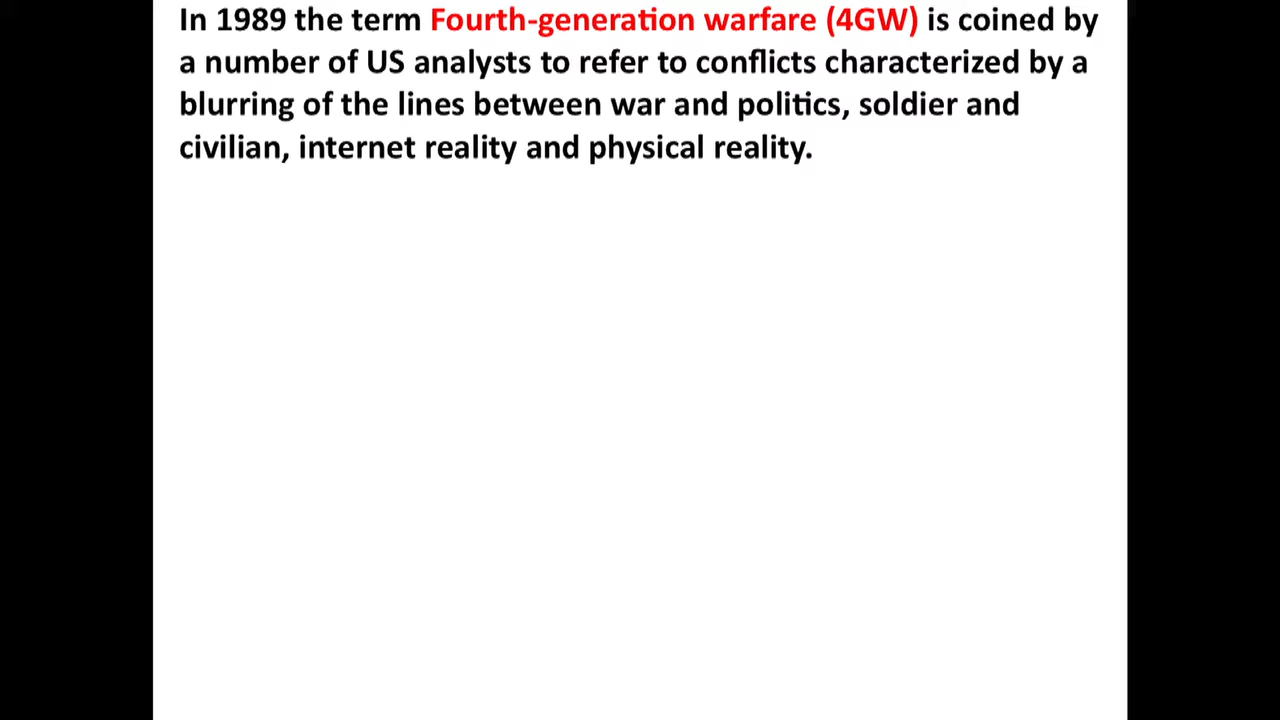 In 1989 the term Fourth-generation warfare (4GW) is coined by
a number of US analysts to refer to conflicts characterized by a
blurring of the lines between war and politics, soldier and
civilian, internet reality and physical reality.